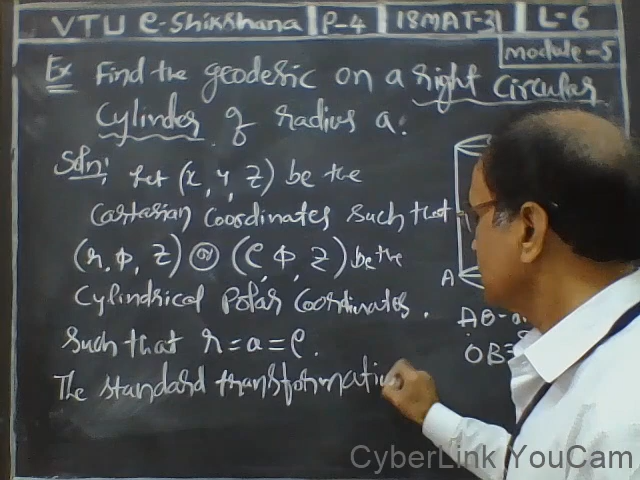 VTU e-Shikshana P-4 18MAT-31 L-6
Module-5
Ex Find the geodesic on a right Circular
Cylinder of radius a.
Soln: Let (x, y, z) be the
Cartesian Coordinates Such that
(r, φ, z) or (ρ, φ, z) be the
Cylindrical Polar Coordinates.
Such that r = a = ρ.
The standard transformation
A
AO-
OB=
CyberLink YouCam